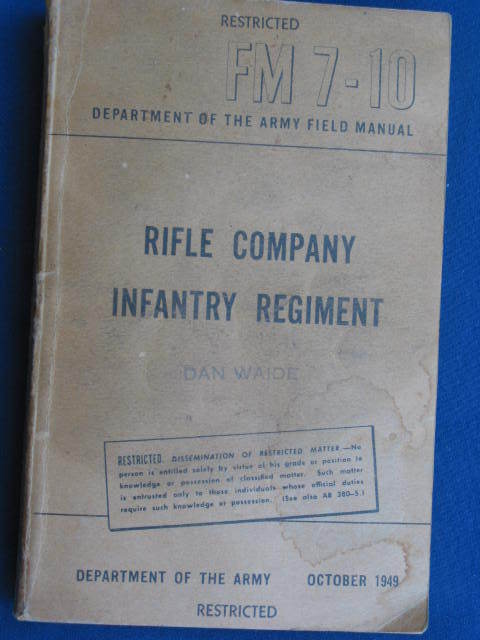 RESTRICTED
FM 7-10
DEPARTMENT OF THE ARMY FIELD MANUAL
RIFLE COMPANY
INFANTRY REGIMENT
DAN WAIDE
RESTRICTED. DISSEMINATION OF RESTRICTED MATTER.—No
person is entitled solely by virtue of his grade or position to
knowledge or possession of classified matter. Such matter
is entrusted only to those individuals whose official duties
require such knowledge or possession. (See also AR 380-5.)
DEPARTMENT OF THE ARMY OCTOBER 1949
RESTRICTED